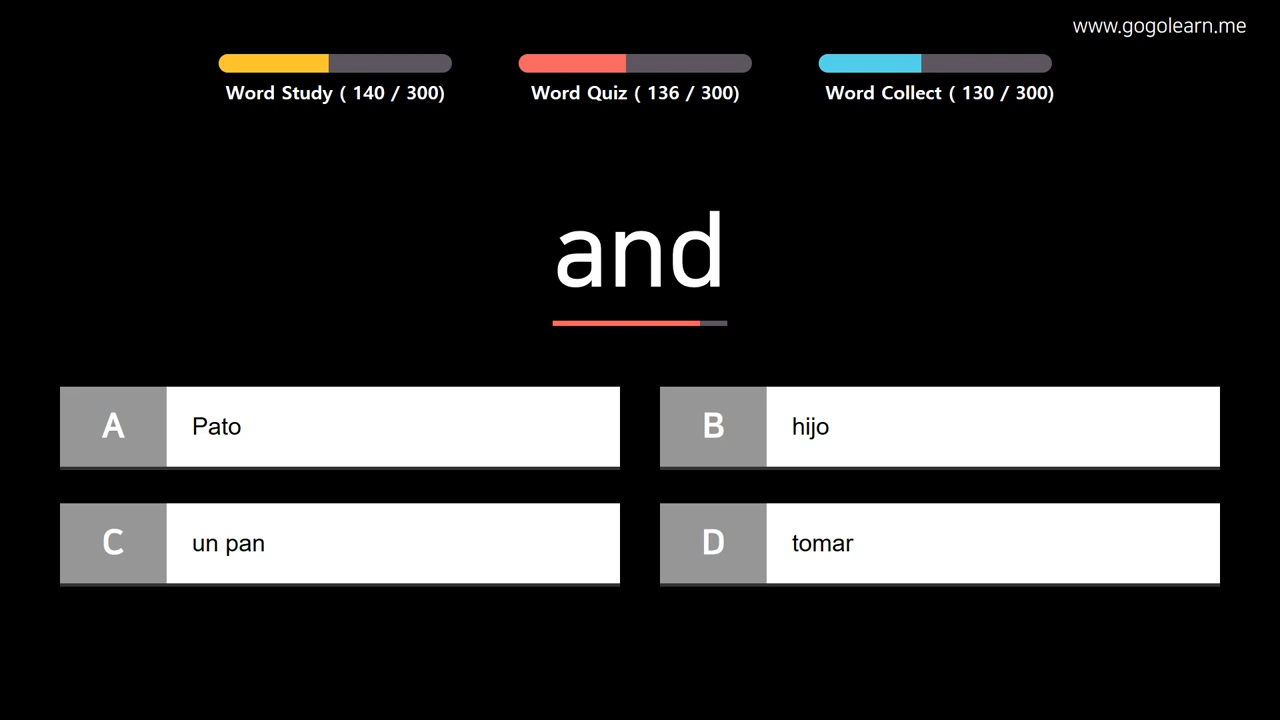 www.gogolearn.me
Word Study ( 140 / 300)
Word Quiz ( 136 / 300)
Word Collect ( 130 / 300)
and
A Pato
B hijo
C un pan
D tomar